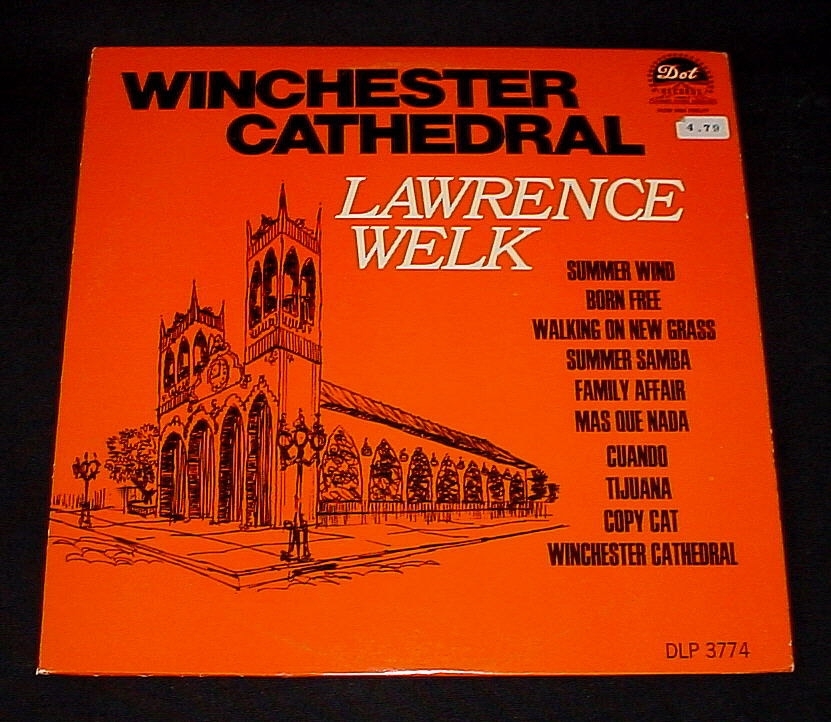 WINCHESTER
CATHEDRAL
Dot
RECORDS
4.79
LAWRENCE
WELK
SUMMER WIND
BORN FREE
WALKING ON NEW GRASS
SUMMER SAMBA
FAMILY AFFAIR
MAS QUE NADA
CUANDO
TIJUANA
COPY CAT
WINCHESTER CATHEDRAL
DLP 3774